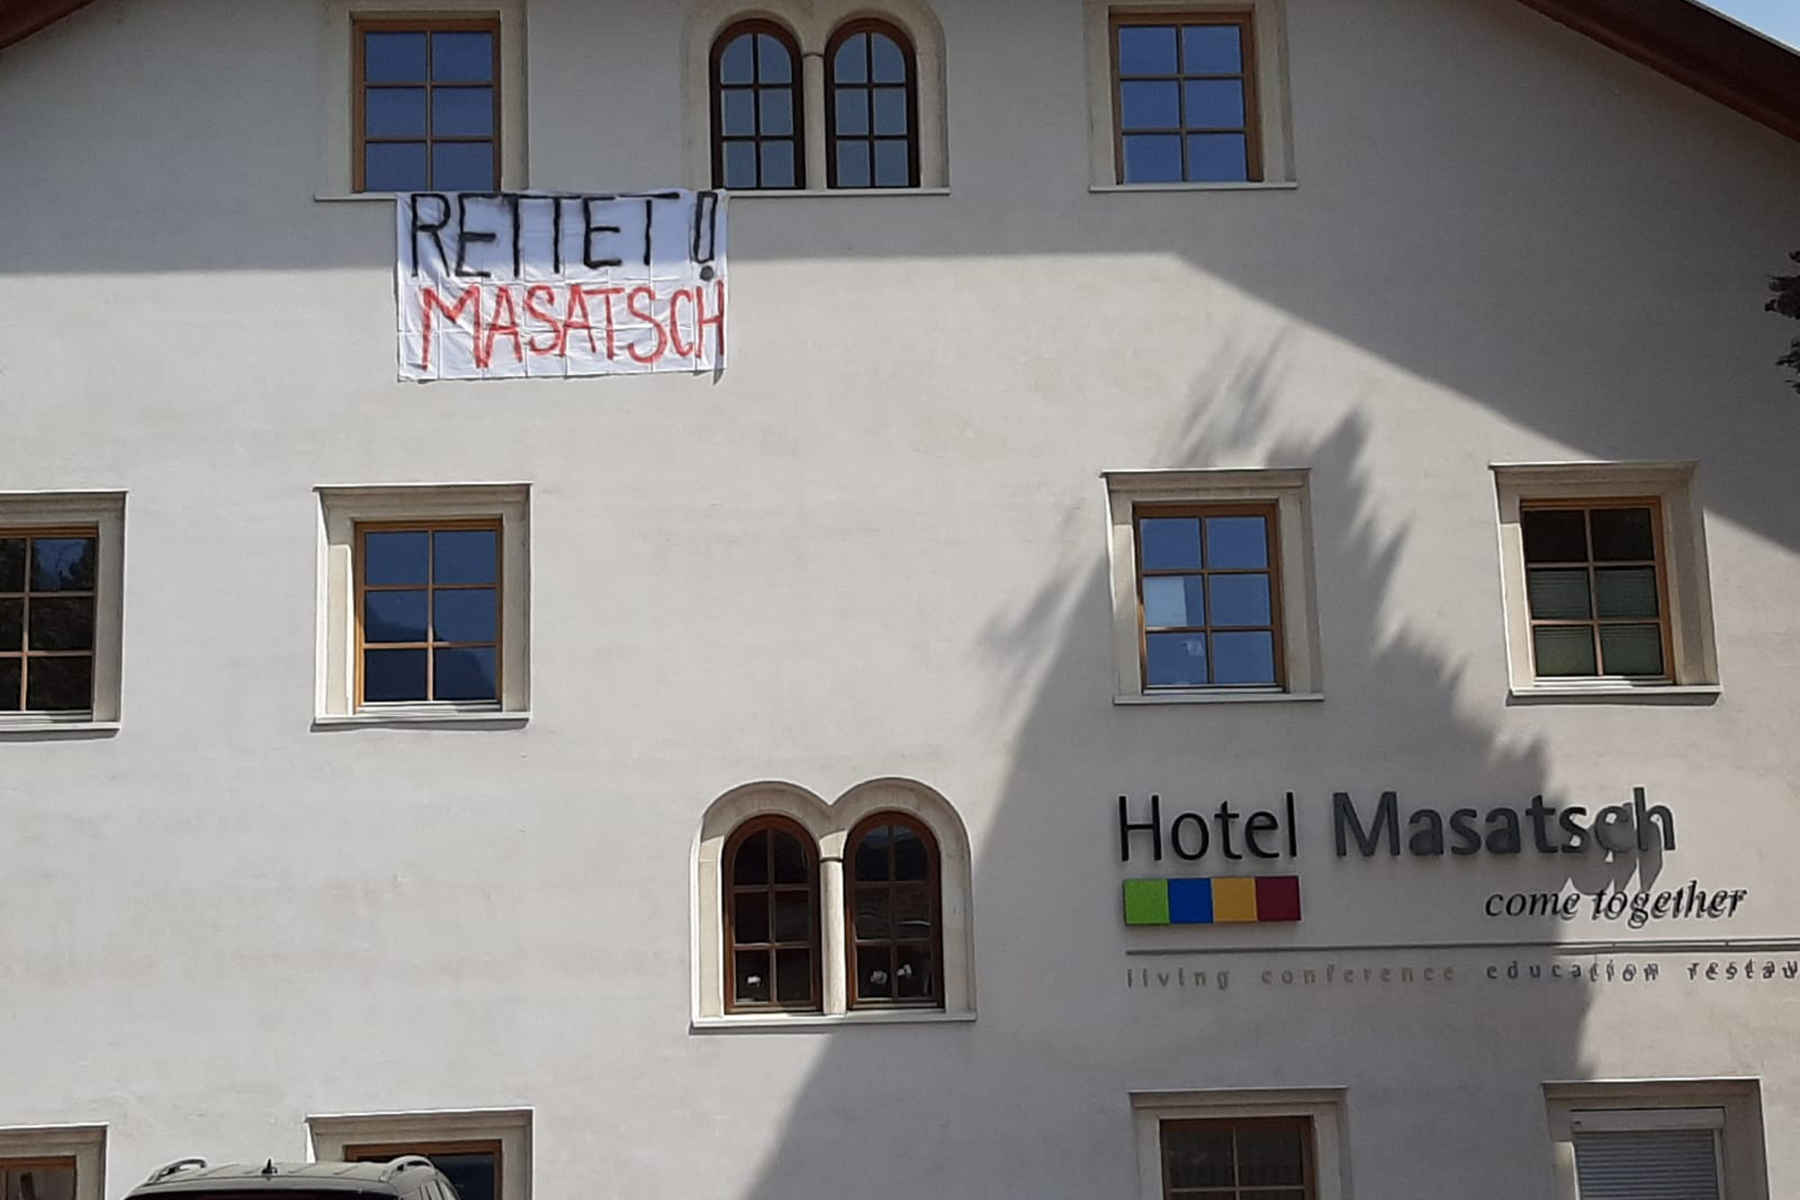 RETTET!
MASATSCH
Hotel Masatsch
come together
living conference education